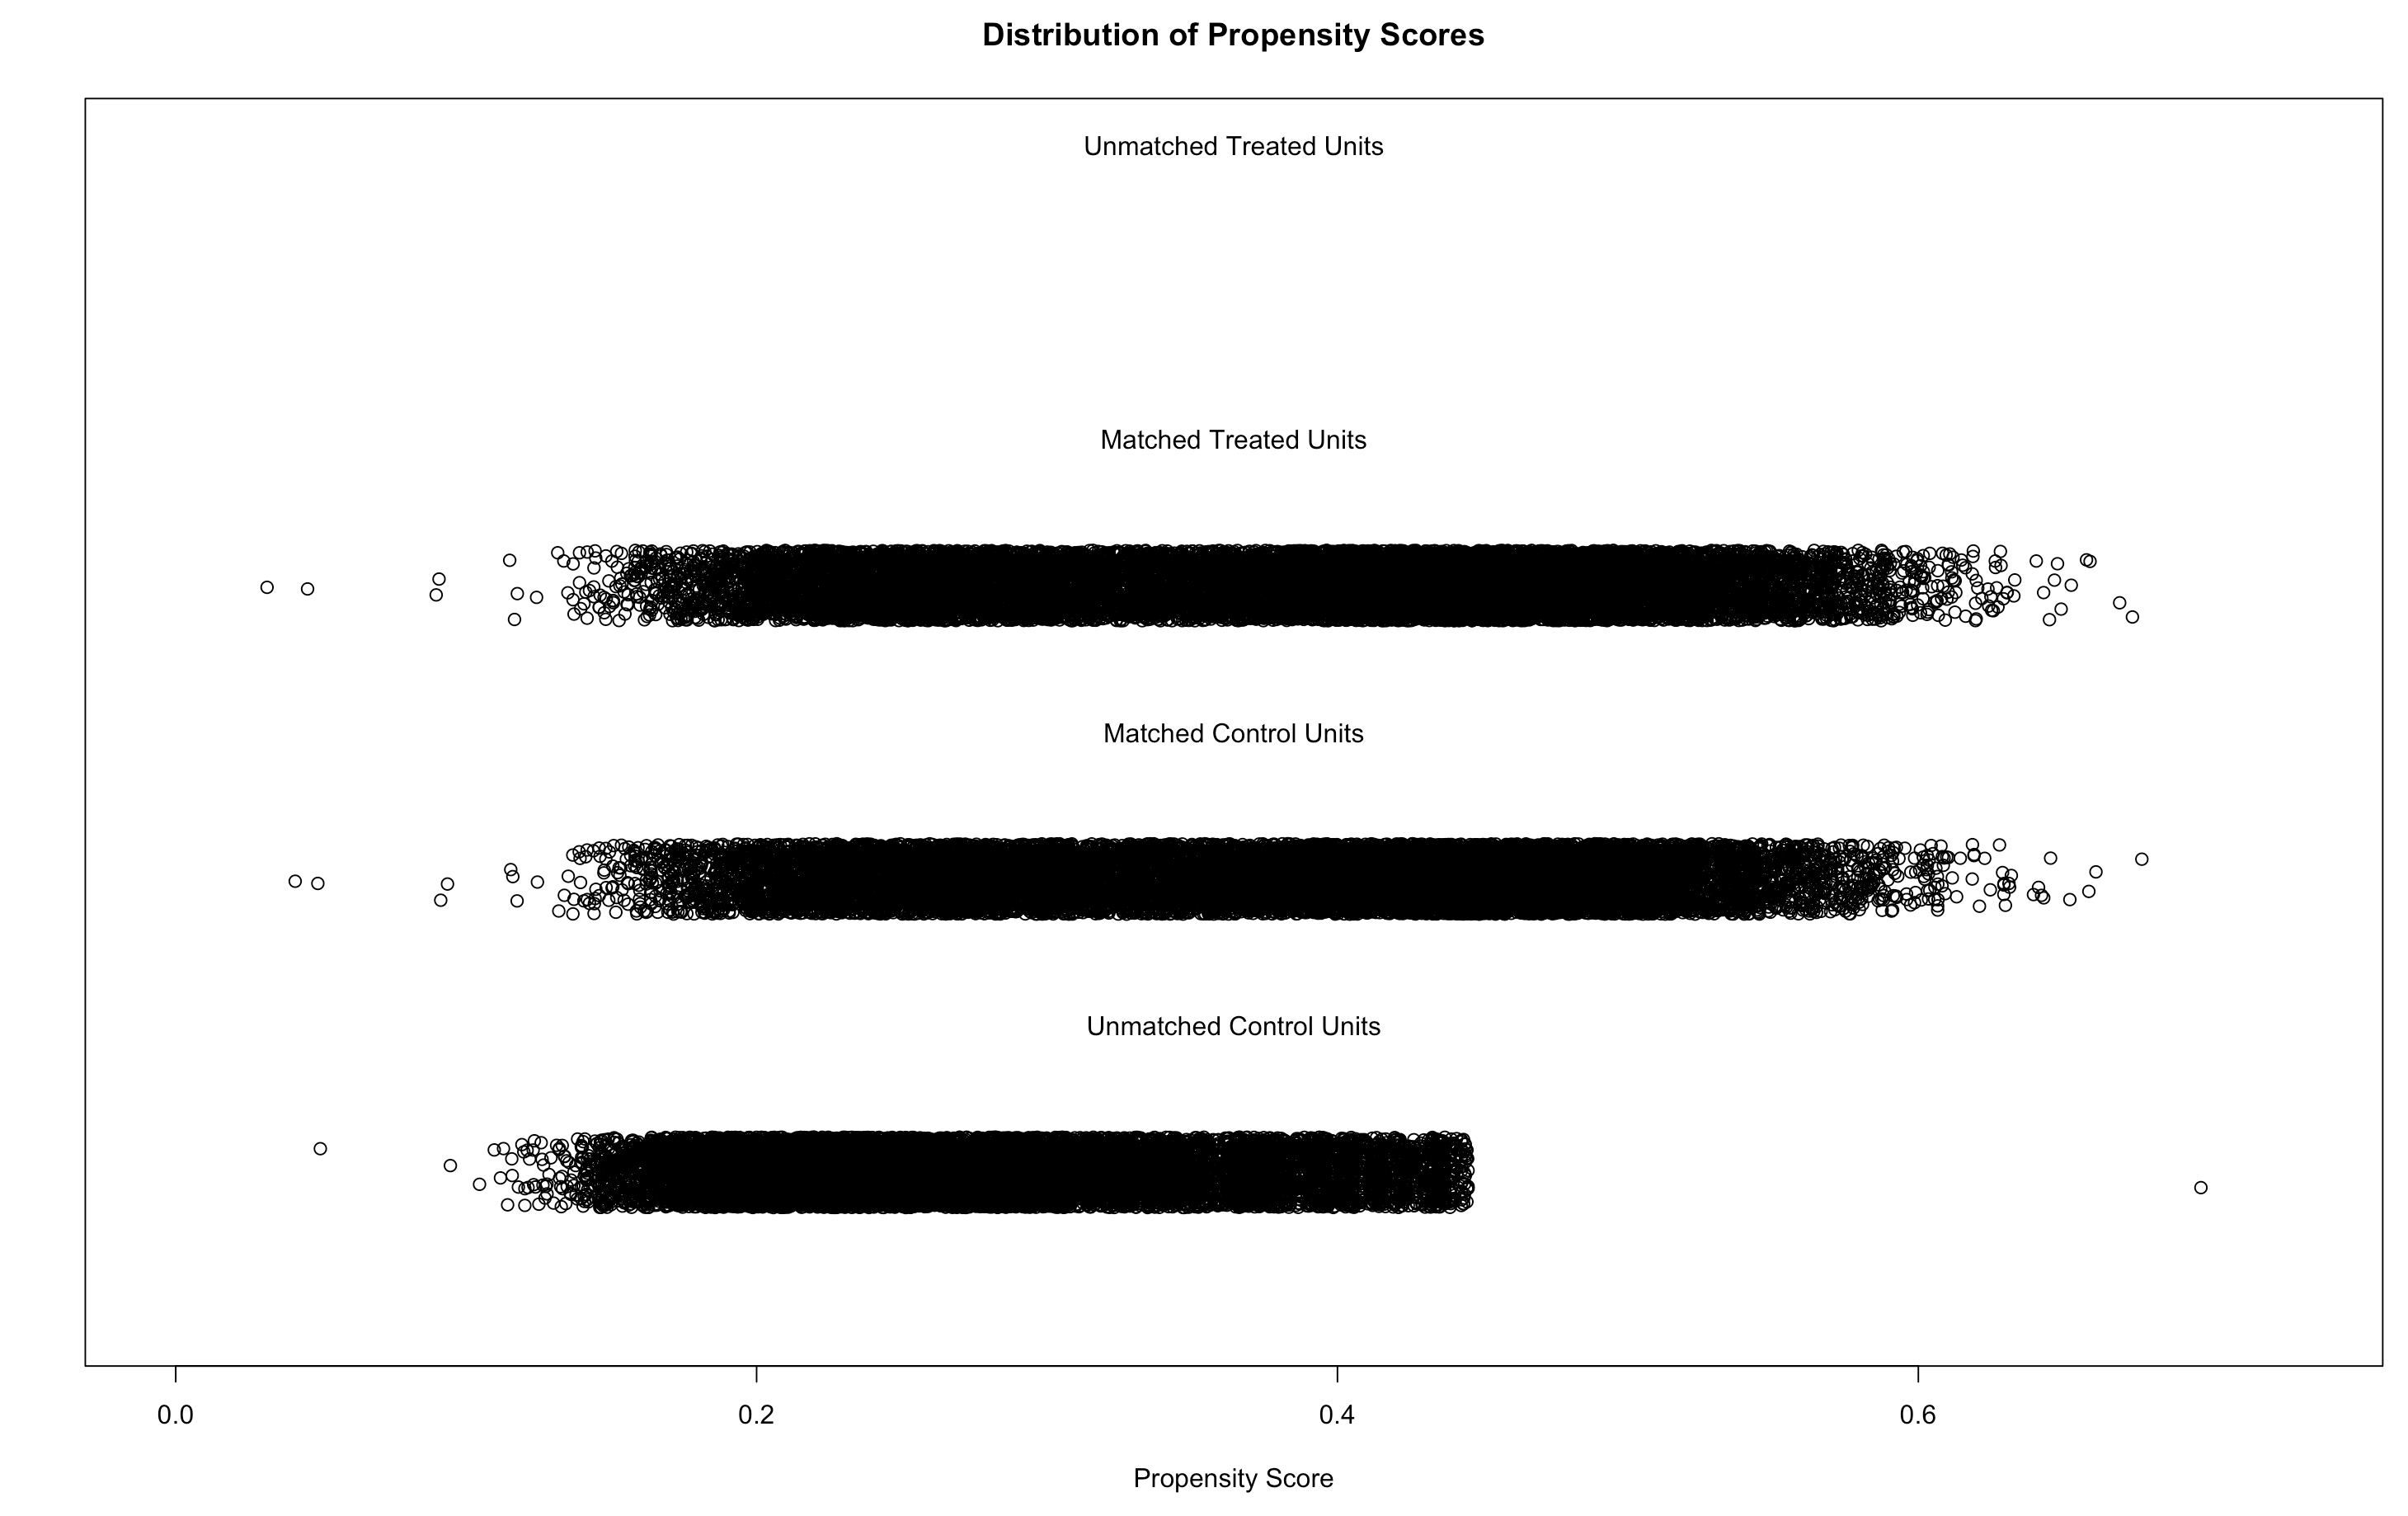 Distribution of Propensity Scores
Unmatched Treated Units
Matched Treated Units
Matched Control Units
Unmatched Control Units
0.0 0.2 0.4 0.6
Propensity Score